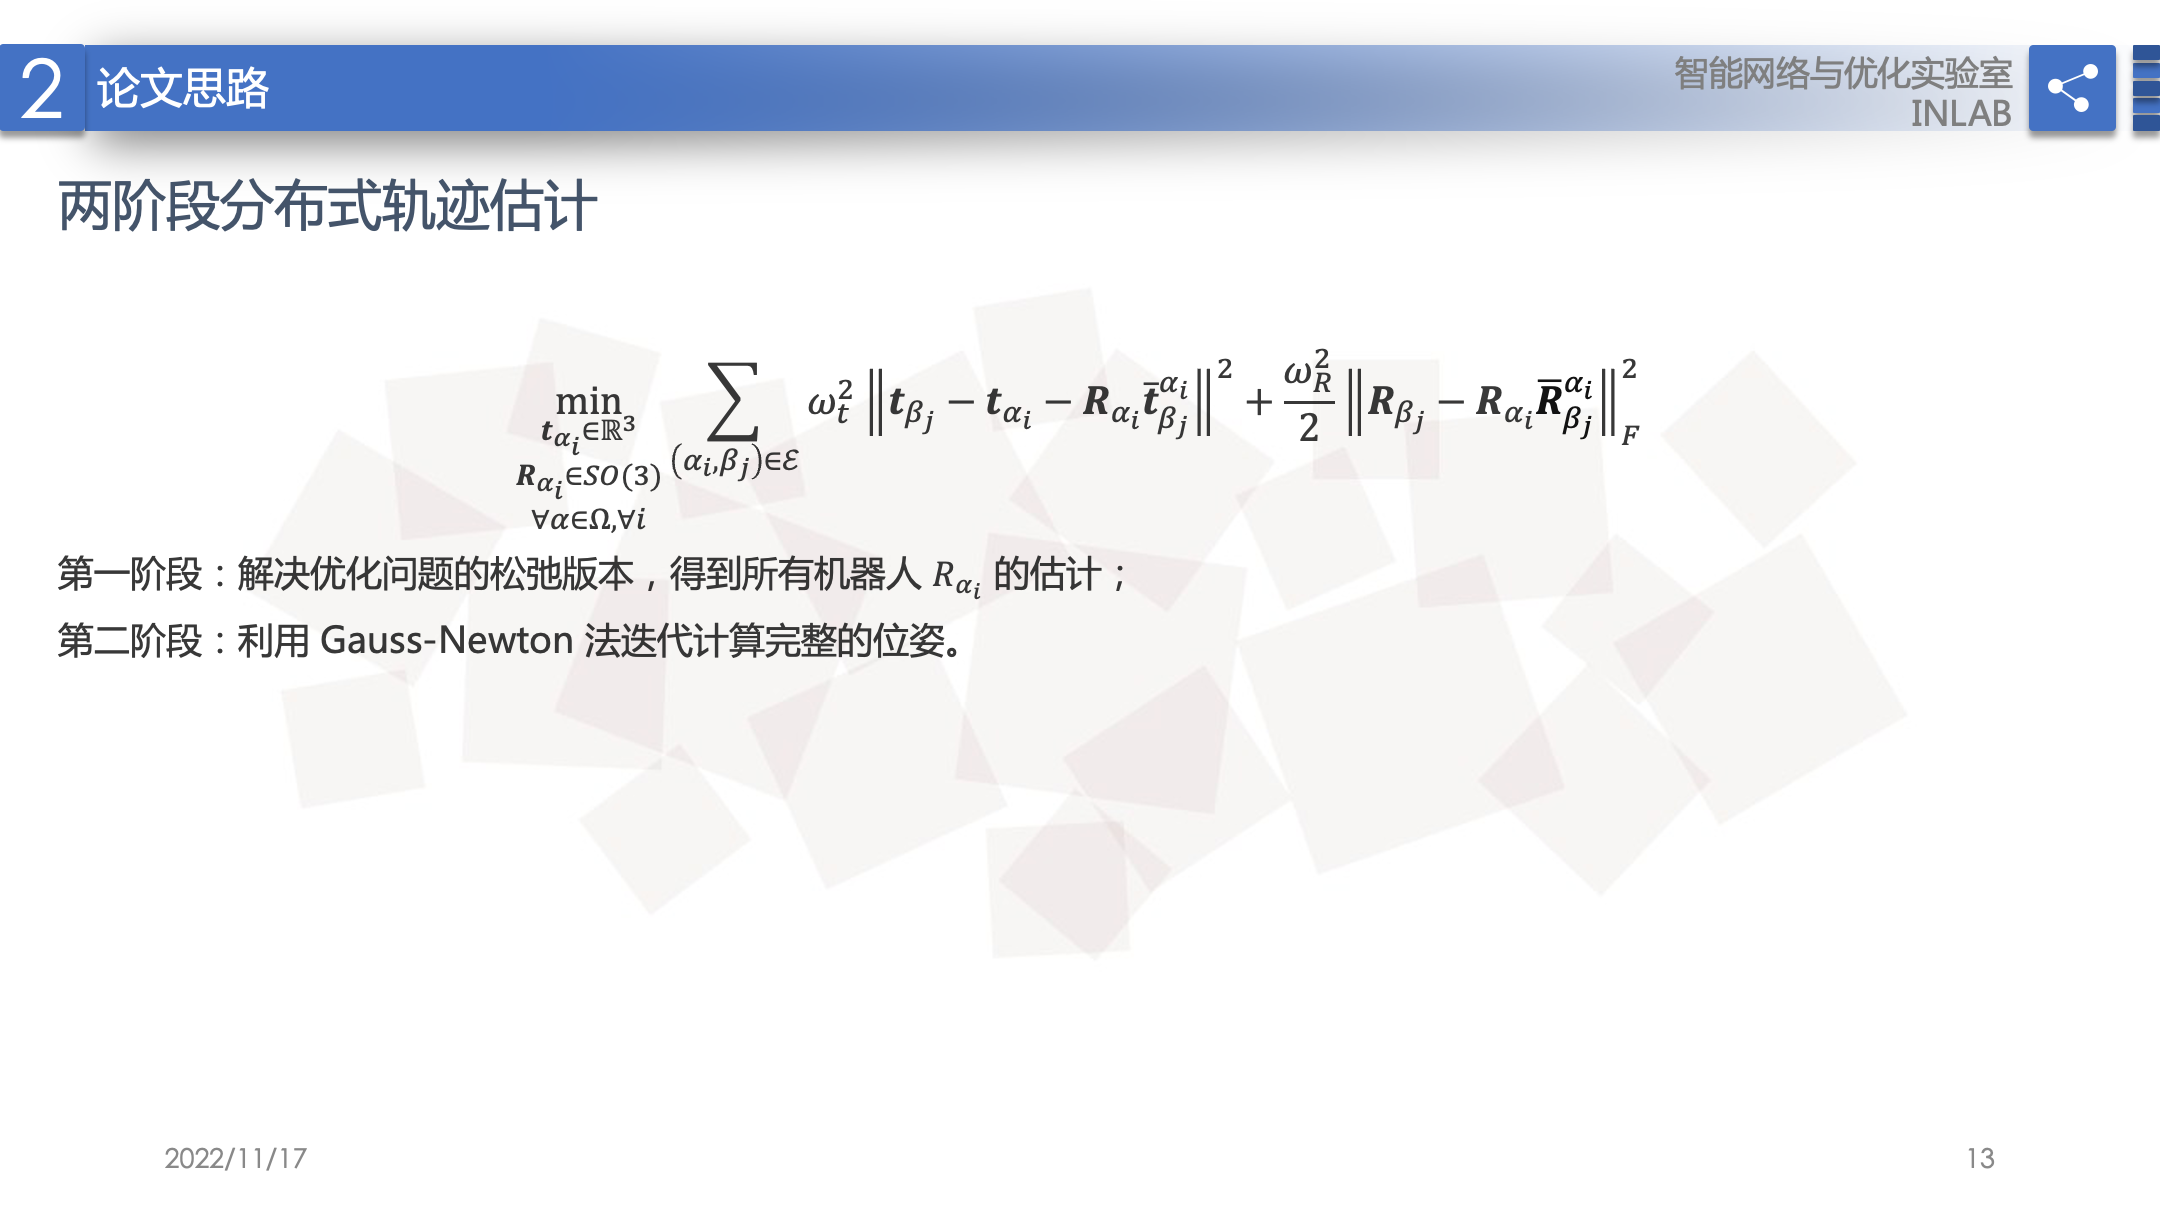 2 论文思路
智能网络与优化实验室
INLAB
两阶段分布式轨迹估计
$$\min_{\substack{\boldsymbol{t}_{\alpha_i}\in\mathbb{R}^3\\ \boldsymbol{R}_{\alpha_i}\in SO(3)\\ \forall\alpha\in\Omega,\forall i}} \sum_{(\alpha_i,\beta_j)\in\mathcal{E}} \omega_t^2 \left\|\boldsymbol{t}_{\beta_j}-\boldsymbol{t}_{\alpha_i}-\boldsymbol{R}_{\alpha_i}\bar{\boldsymbol{t}}_{\beta_j}^{\alpha_i}\right\|^2+\frac{\omega_R^2}{2}\left\|\boldsymbol{R}_{\beta_j}-\boldsymbol{R}_{\alpha_i}\bar{\boldsymbol{R}}_{\beta_j}^{\alpha_i}\right\|_F^2$$
第一阶段：解决优化问题的松弛版本，得到所有机器人 $R_{\alpha_i}$ 的估计；
第二阶段：利用 Gauss-Newton 法迭代计算完整的位姿。
2022/11/17
13